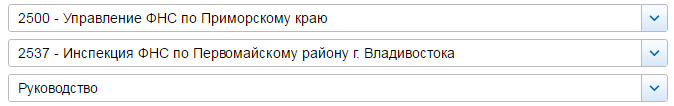 2500 - Управление ФНС по Приморскому краю
2537 - Инспекция ФНС по Первомайскому району г. Владивостока
Руководство